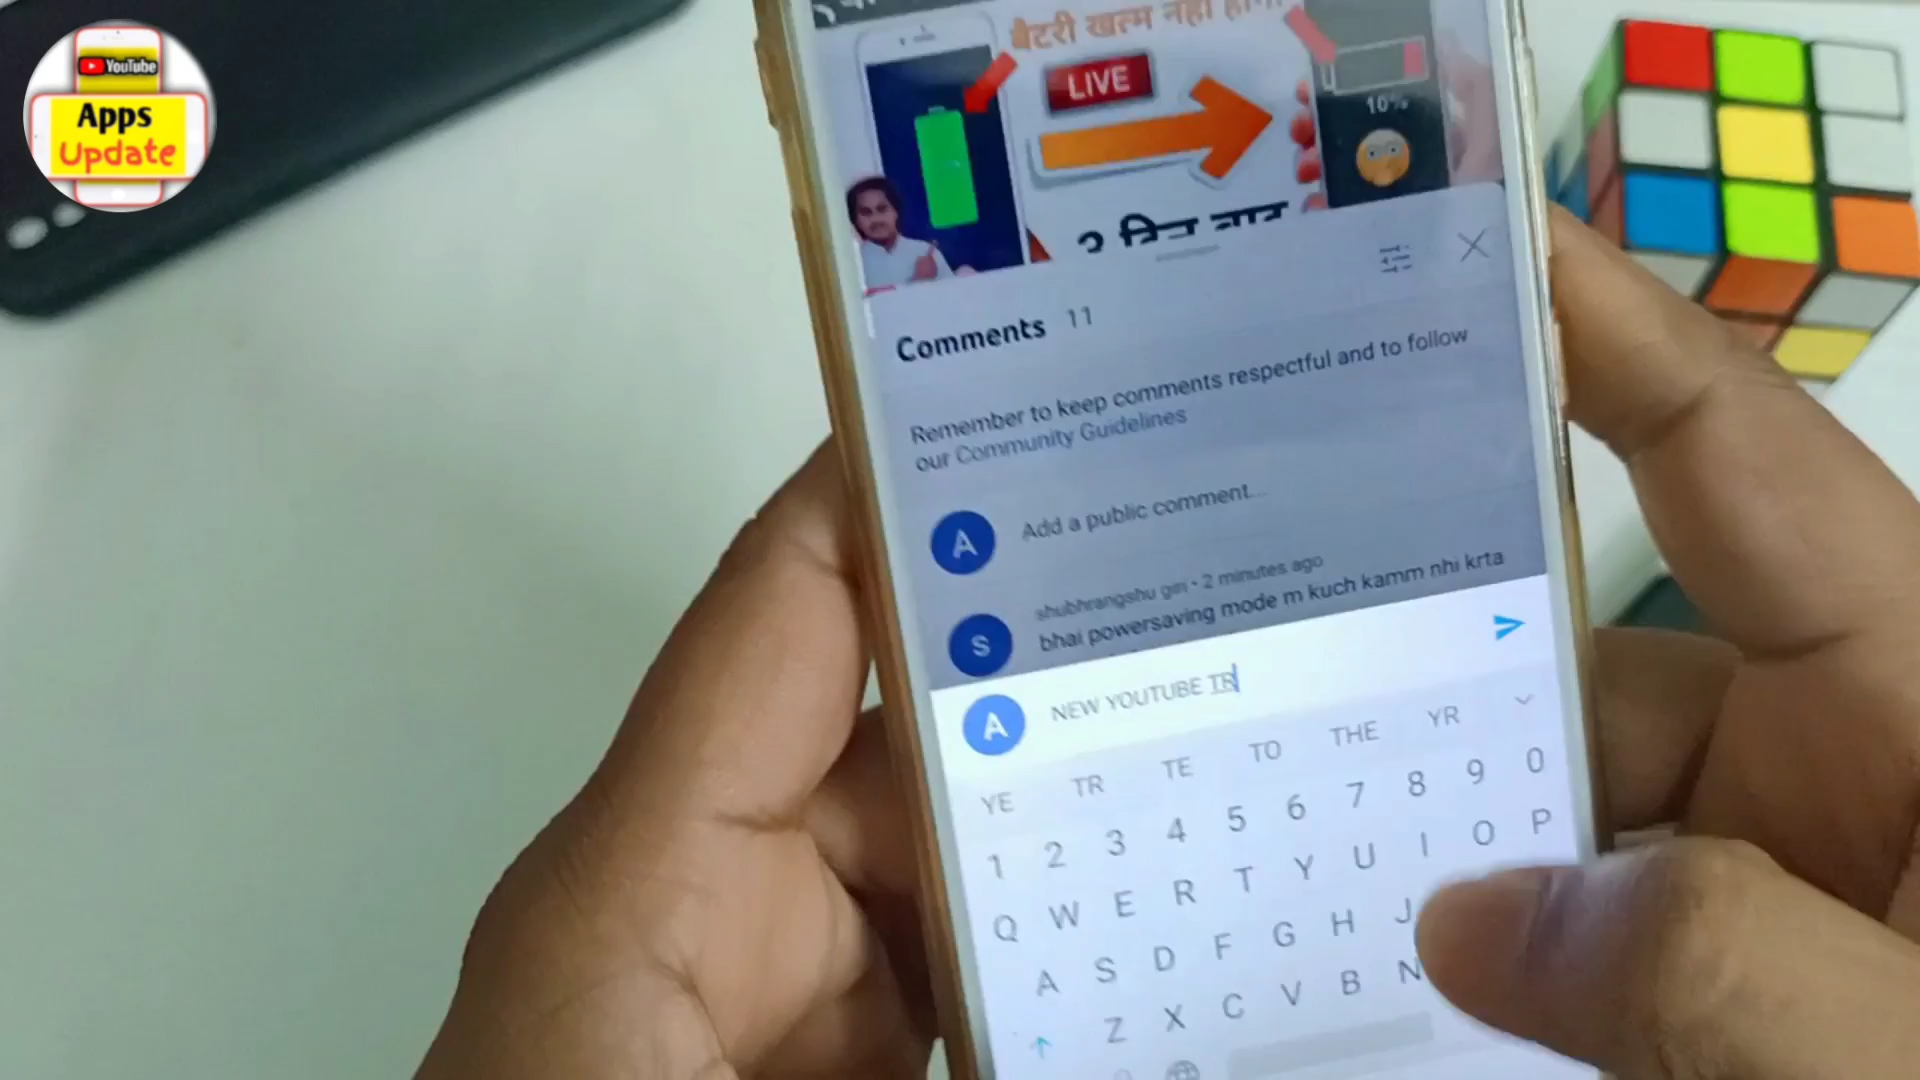 YouTube
Apps
Update
बैटरी खत्म नहीं होगी
LIVE
10%
Comments 11
Remember to keep comments respectful and to follow
our Community Guidelines
A Add a public comment...
shubhrangshu giri • 2 minutes ago
S bhai powersaving mode m kuch kamm nhi krta
A NEW YOUTUBE TR
YE TR TE TO THE YR
1 2 3 4 5 6 7 8 9 0
Q W E R T Y U I O P
A S D F G H J
Z X C V B N